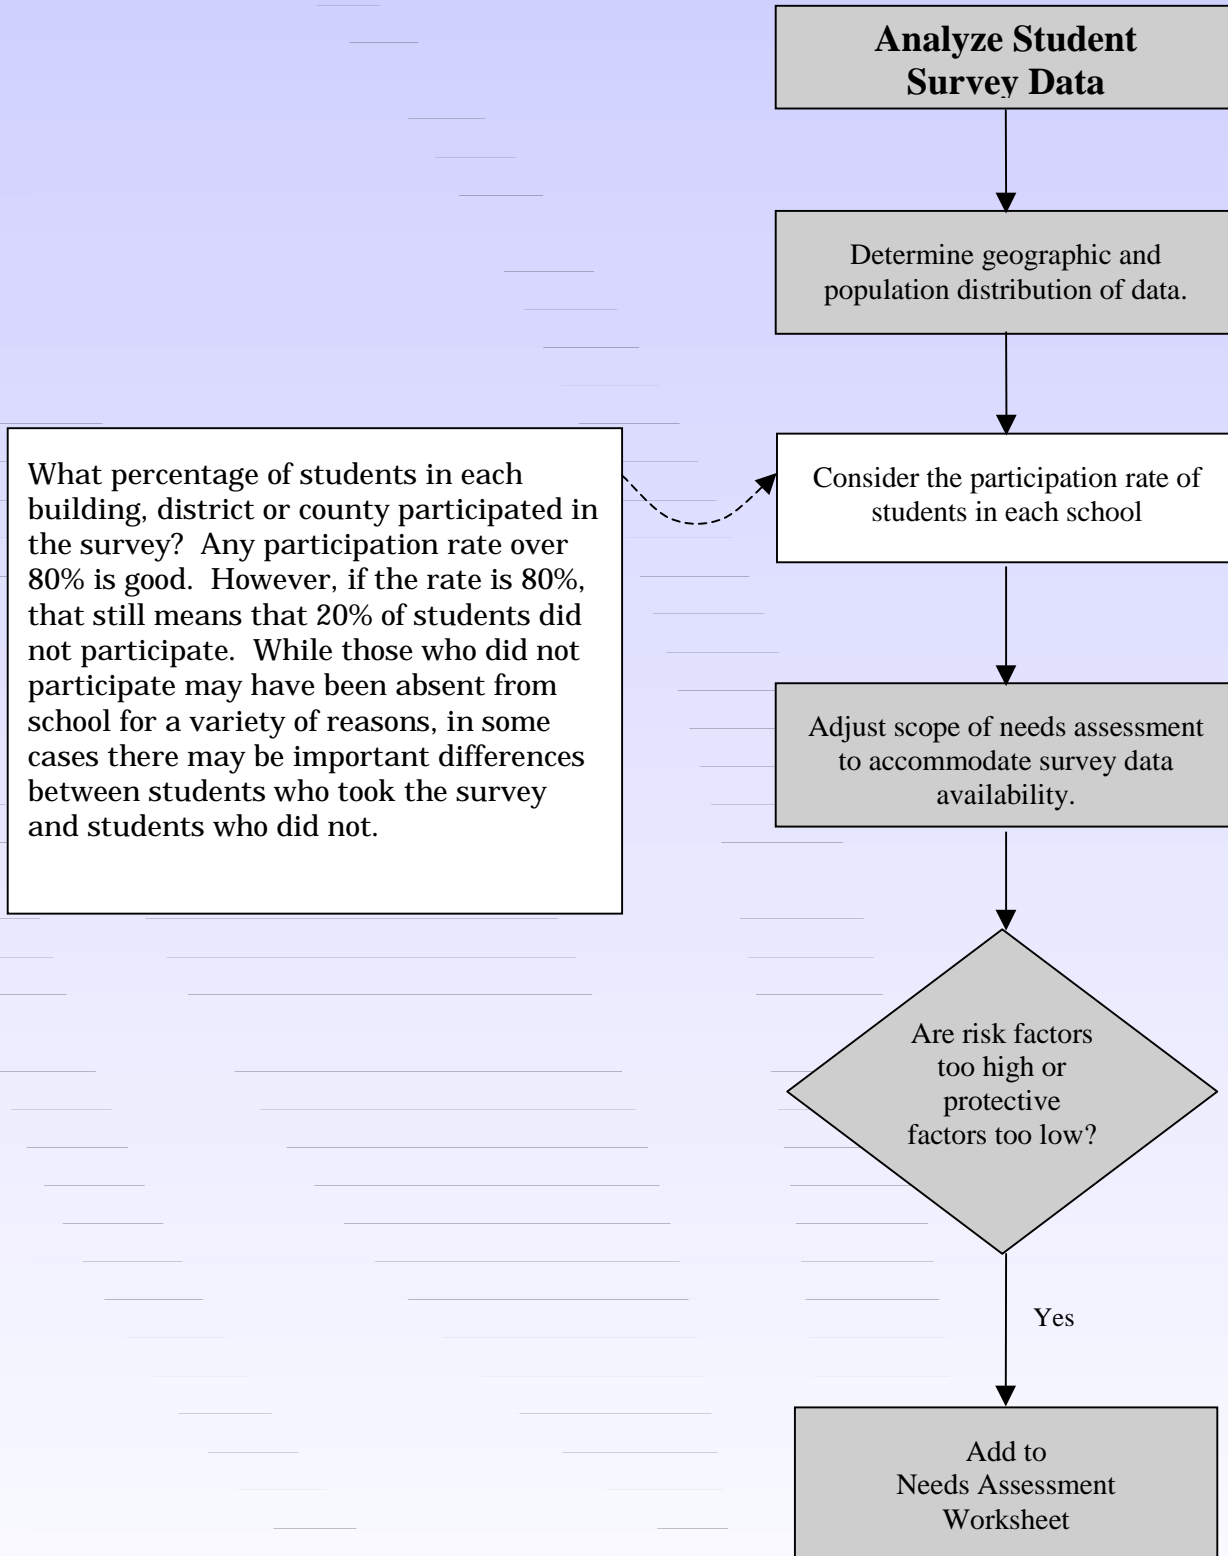 Analyze Student
Survey Data
Determine geographic and
population distribution of data.
What percentage of students in each
building, district or county participated in
the survey? Any participation rate over
80% is good. However, if the rate is 80%,
that still means that 20% of students did
not participate. While those who did not
participate may have been absent from
school for a variety of reasons, in some
cases there may be important differences
between students who took the survey
and students who did not.
Consider the participation rate of
students in each school
Adjust scope of needs assessment
to accommodate survey data
availability.
Are risk factors
too high or
protective
factors too low?
Yes
Add to
Needs Assessment
Worksheet